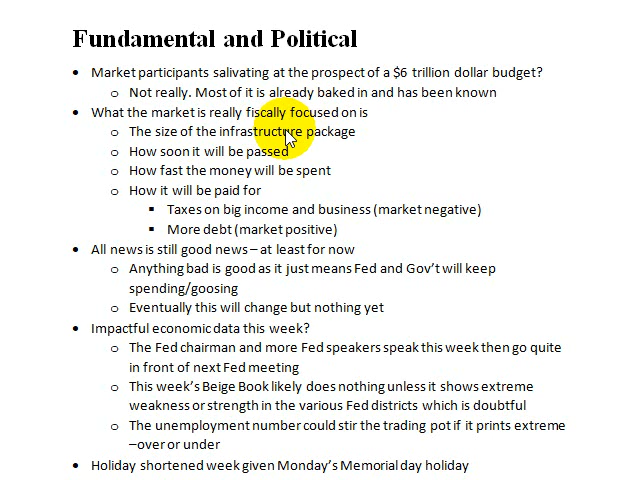 Fundamental and Political
• Market participants salivating at the prospect of a $6 trillion dollar budget?
o Not really. Most of it is already baked in and has been known
• What the market is really fiscally focused on is
o The size of the infrastructure package
o How soon it will be passed
o How fast the money will be spent
o How it will be paid for
▪ Taxes on big income and business (market negative)
▪ More debt (market positive)
• All news is still good news – at least for now
o Anything bad is good as it just means Fed and Gov't will keep
spending/goosing
o Eventually this will change but nothing yet
• Impactful economic data this week?
o The Fed chairman and more Fed speakers speak this week then go quite
in front of next Fed meeting
o This week's Beige Book likely does nothing unless it shows extreme
weakness or strength in the various Fed districts which is doubtful
o The unemployment number could stir the trading pot if it prints extreme
–over or under
• Holiday shortened week given Monday's Memorial day holiday